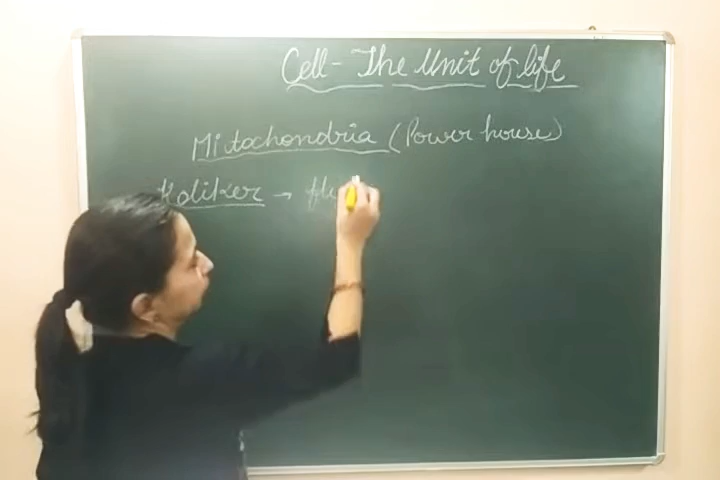 Cell - The Unit of life
Mitochondria (Power house)
Koliker →